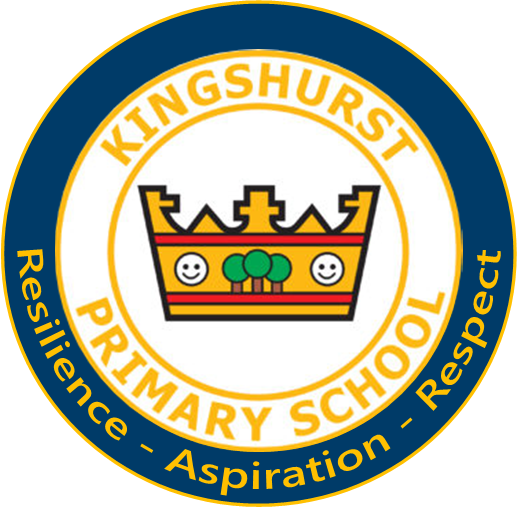 KINGSHURST
PRIMARY SCHOOL
Resilience - Aspiration - Respect